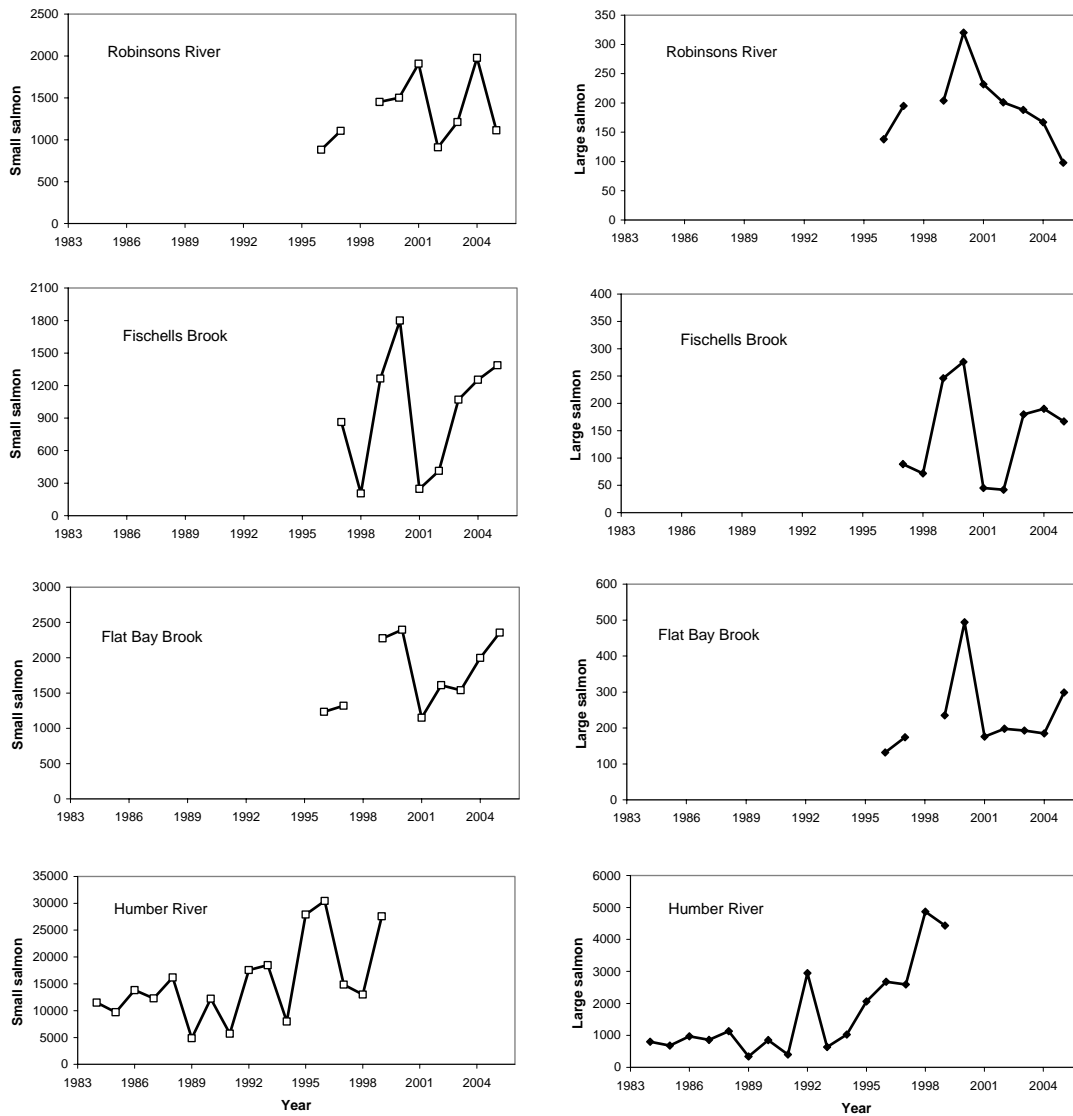 2500
2000
1500
1000
500
0
Small salmon
Robinsons River
1983 1986 1989 1992 1995 1998 2001 2004
350
300
250
200
150
100
50
0
Large salmon
Robinsons River
1983 1986 1989 1992 1995 1998 2001 2004
2100
1800
1500
1200
900
600
300
0
Small salmon
Fischells Brook
1983 1986 1989 1992 1995 1998 2001 2004
400
350
300
250
200
150
100
50
0
Large salmon
Fischells Brook
1983 1986 1989 1992 1995 1998 2001 2004
3000
2500
2000
1500
1000
500
0
Small salmon
Flat Bay Brook
1983 1986 1989 1992 1995 1998 2001 2004
600
500
400
300
200
100
0
Large salmon
Flat Bay Brook
1983 1986 1989 1992 1995 1998 2001 2004
35000
30000
25000
20000
15000
10000
5000
0
Small salmon
Humber River
1983 1986 1989 1992 1995 1998 2001 2004
Year
6000
5000
4000
3000
2000
1000
0
Large salmon
Humber River
1983 1986 1989 1992 1995 1998 2001 2004
Year